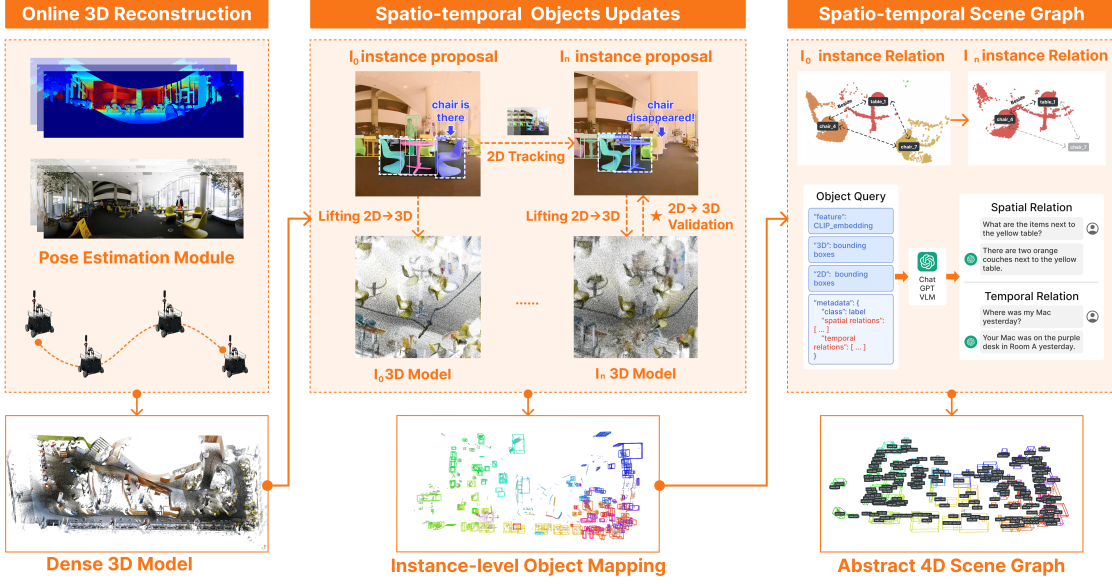 Online 3D Reconstruction
Pose Estimation Module
Dense 3D Model
Spatio-temporal Objects Updates
I₀ instance proposal
Iₙ instance proposal
chair is
there
chair
disappeared!
2D Tracking
Lifting 2D→3D
Lifting 2D→3D
★ 2D→ 3D
Validation
......
I₀ 3D Model
Iₙ 3D Model
Instance-level Object Mapping
Spatio-temporal Scene Graph
I₀ instance Relation
Iₙ instance Relation
Beside
table_1
chair_4
chair_7
Beside
table_1
chair_4
chair_7
Object Query
"feature":
CLIP_embedding
"3D": bounding
boxes
"2D": bounding
boxes
"metadata": {
"class": label
"spatial relations":
[ ... ]
"temporal
relations": [ ... ]
}
Chat
GPT
VLM
Spatial Relation
What are the items next to
the yellow table?
There are two orange
couches next to the yellow
table.
Temporal Relation
Where was my Mac
yesterday?
Your Mac was on the purple
desk in Room A yesterday.
Abstract 4D Scene Graph